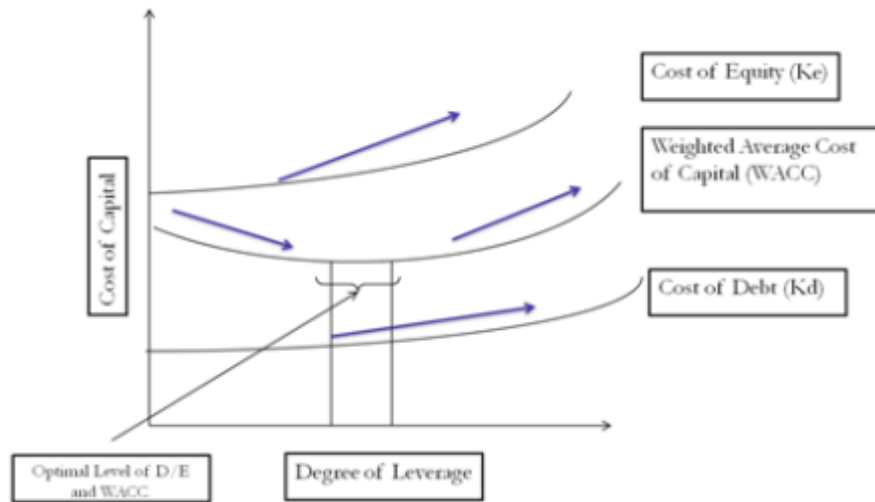 Cost of Equity (Ke)
Weighted Average Cost
of Capital (WACC)
Cost of Capital
Cost of Debt (Kd)
Optimal Level of D/E
and WACC
Degree of Leverage